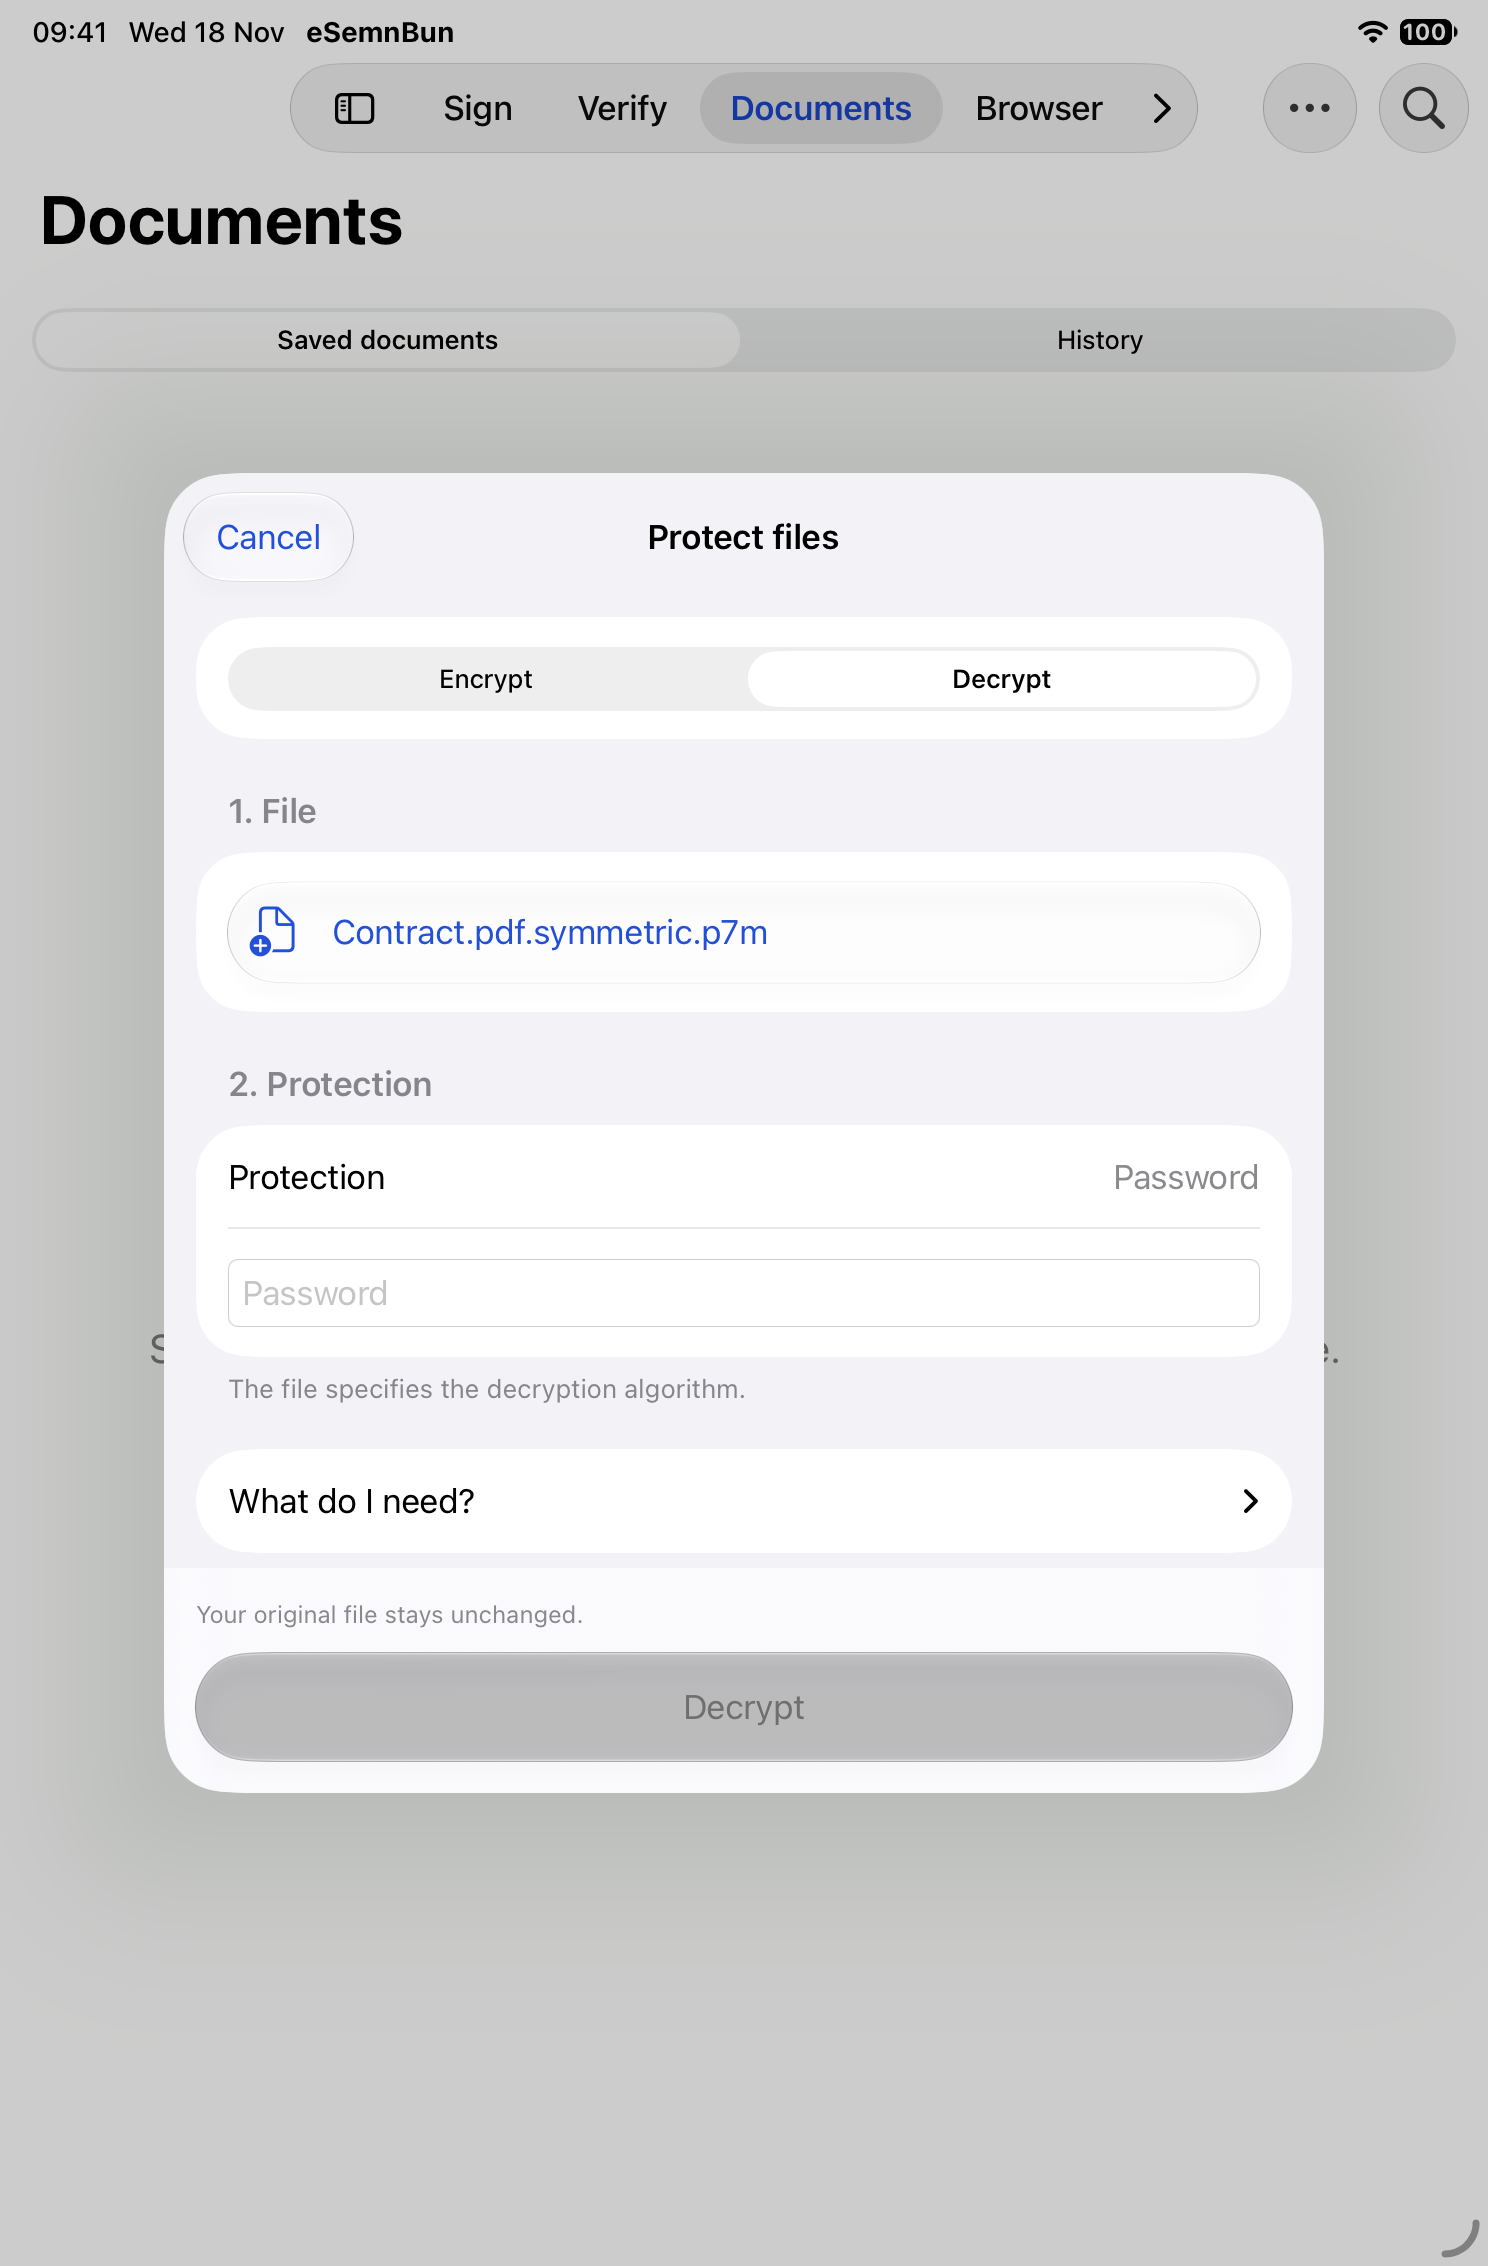 09:41 Wed 18 Nov eSemnBun
100
Sign Verify Documents Browser
Documents
Saved documents History
Cancel Protect files
Encrypt Decrypt
1. File
Contract.pdf.symmetric.p7m
2. Protection
Protection Password
Password
The file specifies the decryption algorithm.
What do I need?
Your original file stays unchanged.
Decrypt